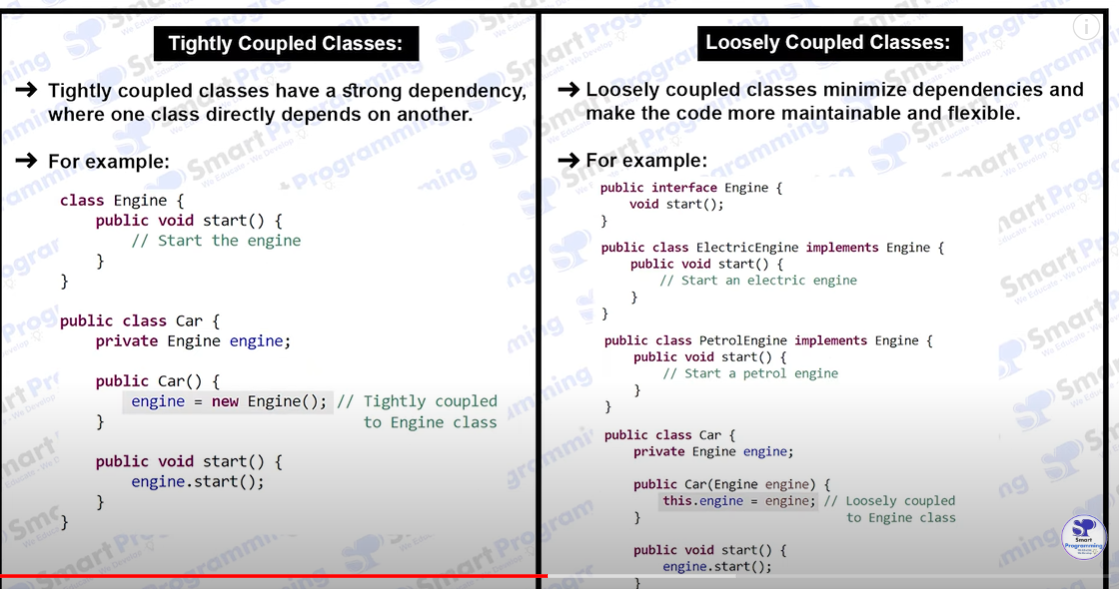 Tightly Coupled Classes:
➔ Tightly coupled classes have a strong dependency,
where one class directly depends on another.
➔ For example:
class Engine {
public void start() {
// Start the engine
}
}
public class Car {
private Engine engine;
public Car() {
engine = new Engine(); // Tightly coupled
} to Engine class
public void start() {
engine.start();
}
}
Loosely Coupled Classes:
➔ Loosely coupled classes minimize dependencies and
make the code more maintainable and flexible.
➔ For example:
public interface Engine {
void start();
}
public class ElectricEngine implements Engine {
public void start() {
// Start an electric engine
}
}
public class PetrolEngine implements Engine {
public void start() {
// Start a petrol engine
}
}
public class Car {
private Engine engine;
public Car(Engine engine) {
this.engine = engine; // Loosely coupled
} to Engine class
public void start() {
engine.start();
}
Smart
Programming